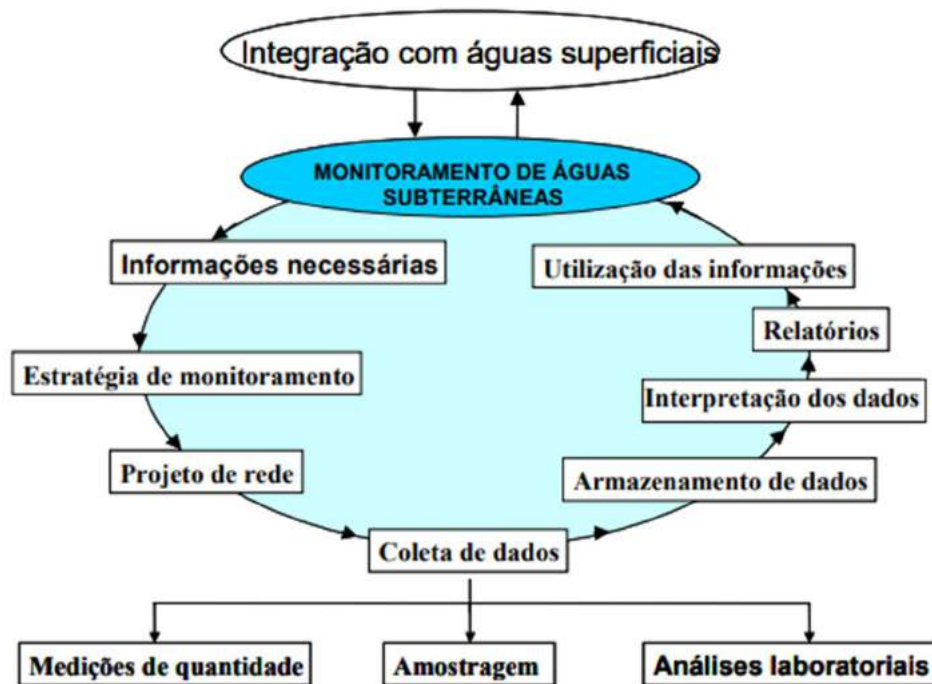 Integração com águas superficiais
MONITORAMENTO DE ÁGUAS
SUBTERRÂNEAS
Informações necessárias
Utilização das informações
Relatórios
Estratégia de monitoramento
Interpretação dos dados
Projeto de rede
Armazenamento de dados
Coleta de dados
Medições de quantidade
Amostragem
Análises laboratoriais